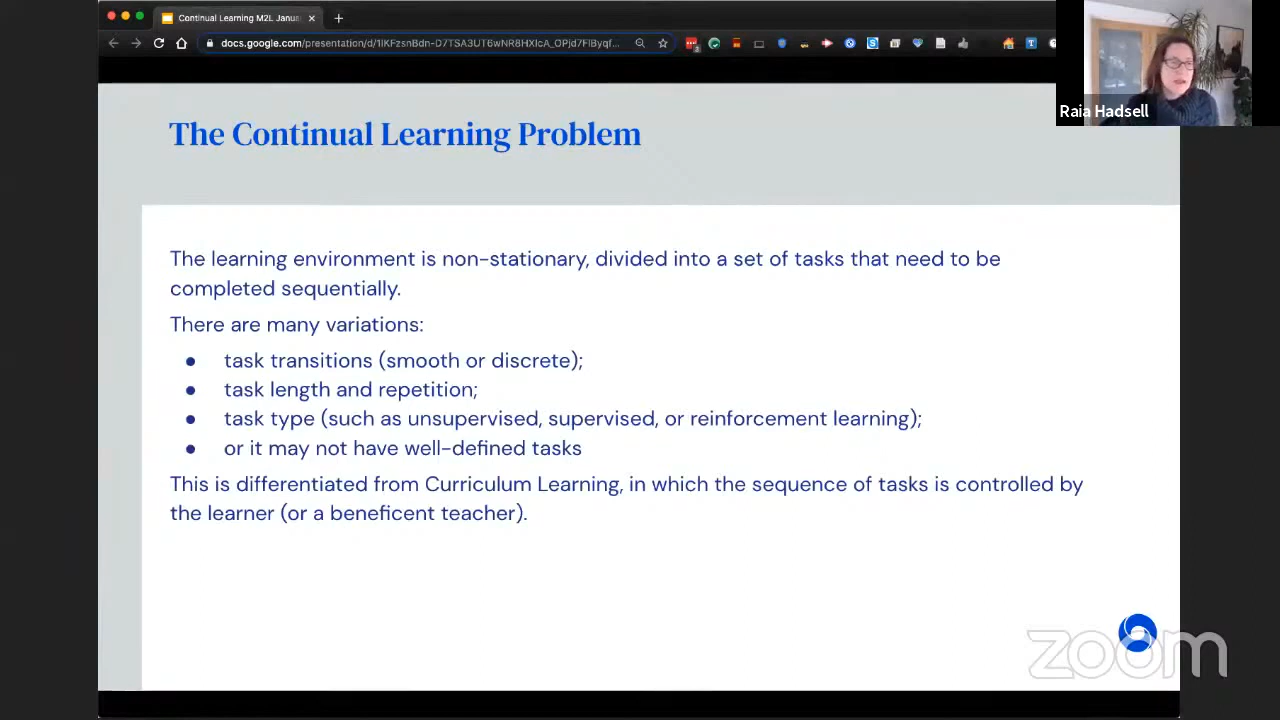 Continual Learning M2L Janua
docs.google.com/presentation/d/
Raia Hadsell
The Continual Learning Problem
The learning environment is non-stationary, divided into a set of tasks that need to be
completed sequentially.
There are many variations:
● task transitions (smooth or discrete);
● task length and repetition;
● task type (such as unsupervised, supervised, or reinforcement learning);
● or it may not have well-defined tasks
This is differentiated from Curriculum Learning, in which the sequence of tasks is controlled by
the learner (or a beneficent teacher).
zoom